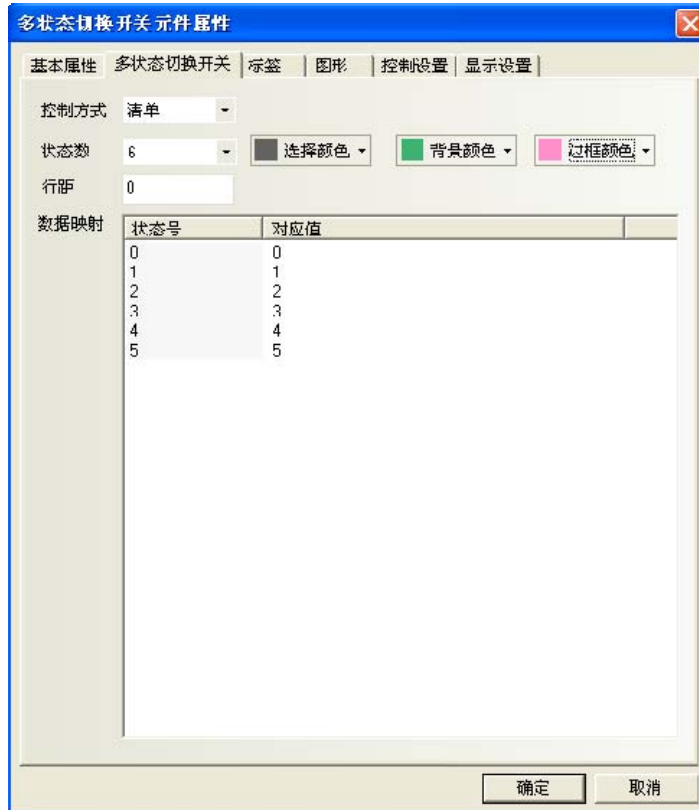 多状态切换开关元件属性
基本属性 多状态切换开关 标签 图形 控制设置 显示设置
控制方式 清单
状态数 6 选择颜色 背景颜色 过框颜色
行距 0
数据映射 状态号 对应值
0 0
1 1
2 2
3 3
4 4
5 5
确定 取消